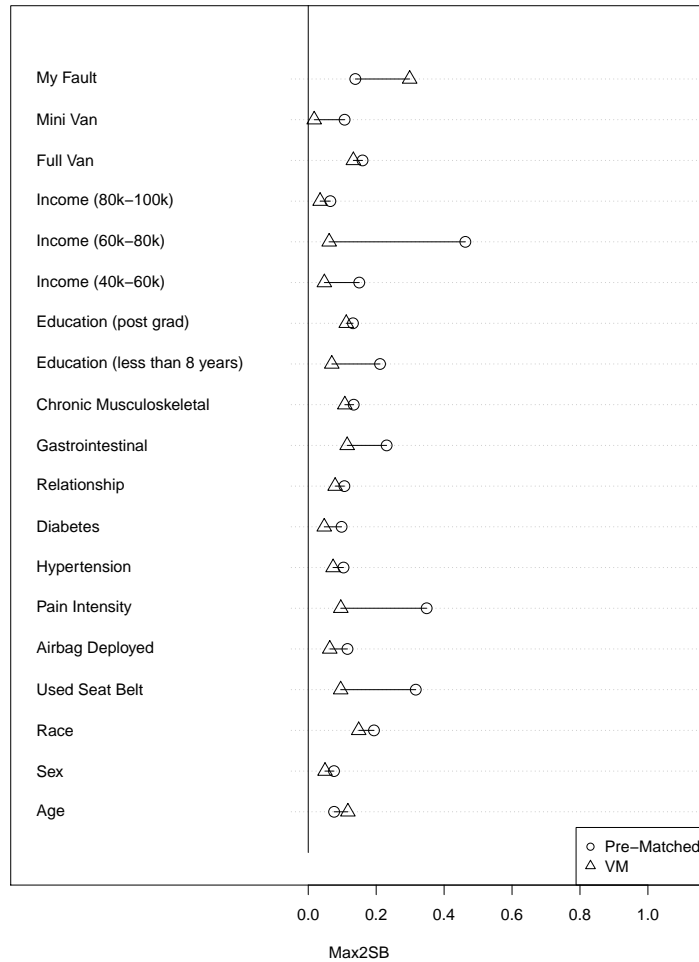 My Fault
Mini Van
Full Van
Income (80k−100k)
Income (60k−80k)
Income (40k−60k)
Education (post grad)
Education (less than 8 years)
Chronic Musculoskeletal
Gastrointestinal
Relationship
Diabetes
Hypertension
Pain Intensity
Airbag Deployed
Used Seat Belt
Race
Sex
Age
Pre−Matched
VM
0.0 0.2 0.4 0.6 0.8 1.0
Max2SB